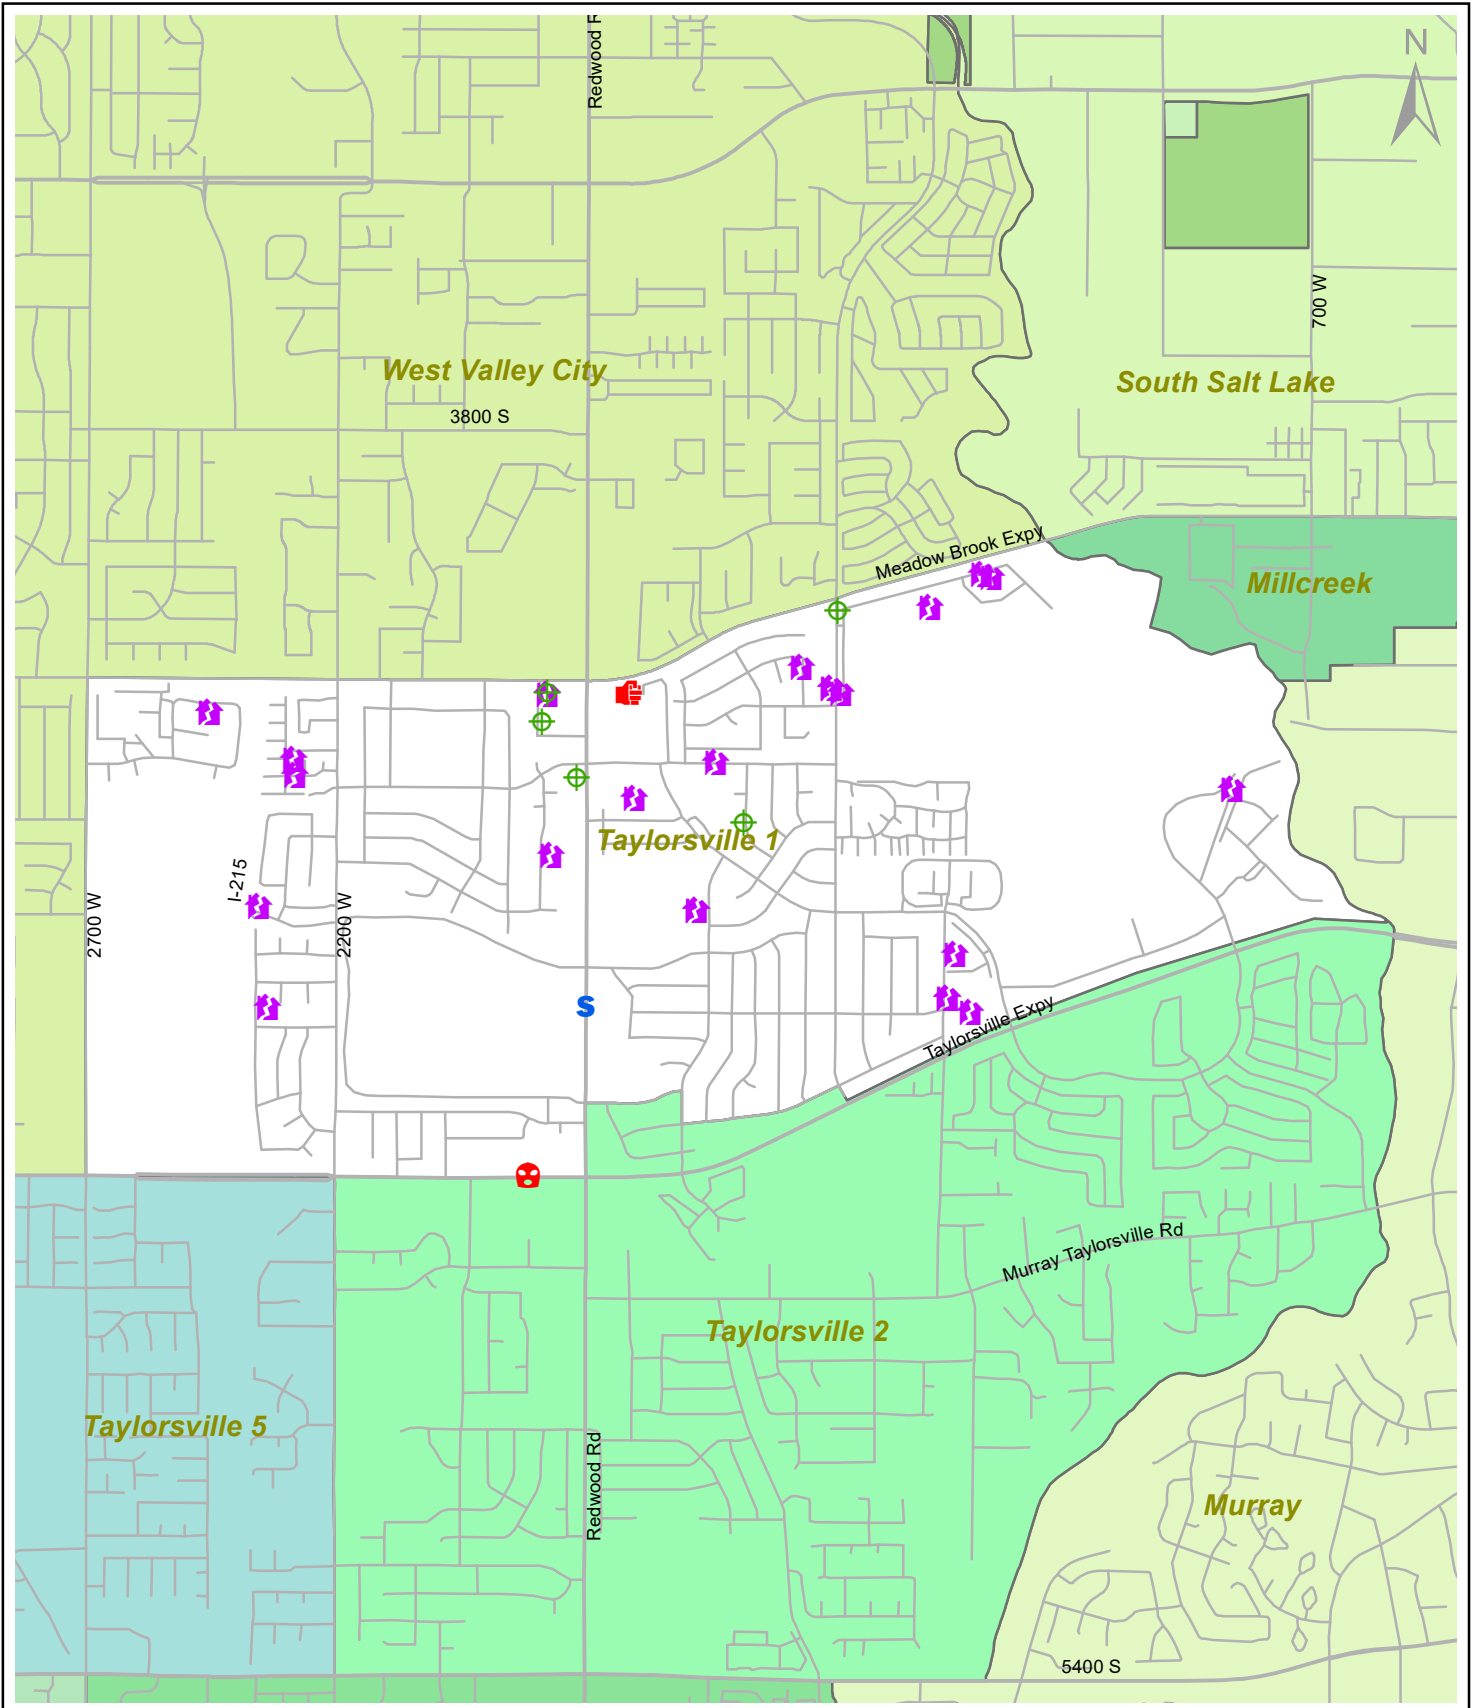 Redwood R
N
700 W
West Valley City
South Salt Lake
3800 S
Meadow Brook Expy
Millcreek
Taylorsville 1
I-215
2700 W
2200 W
S
Taylorsville Expy
Murray Taylorsville Rd
Taylorsville 2
Taylorsville 5
Redwood Rd
Murray
5400 S